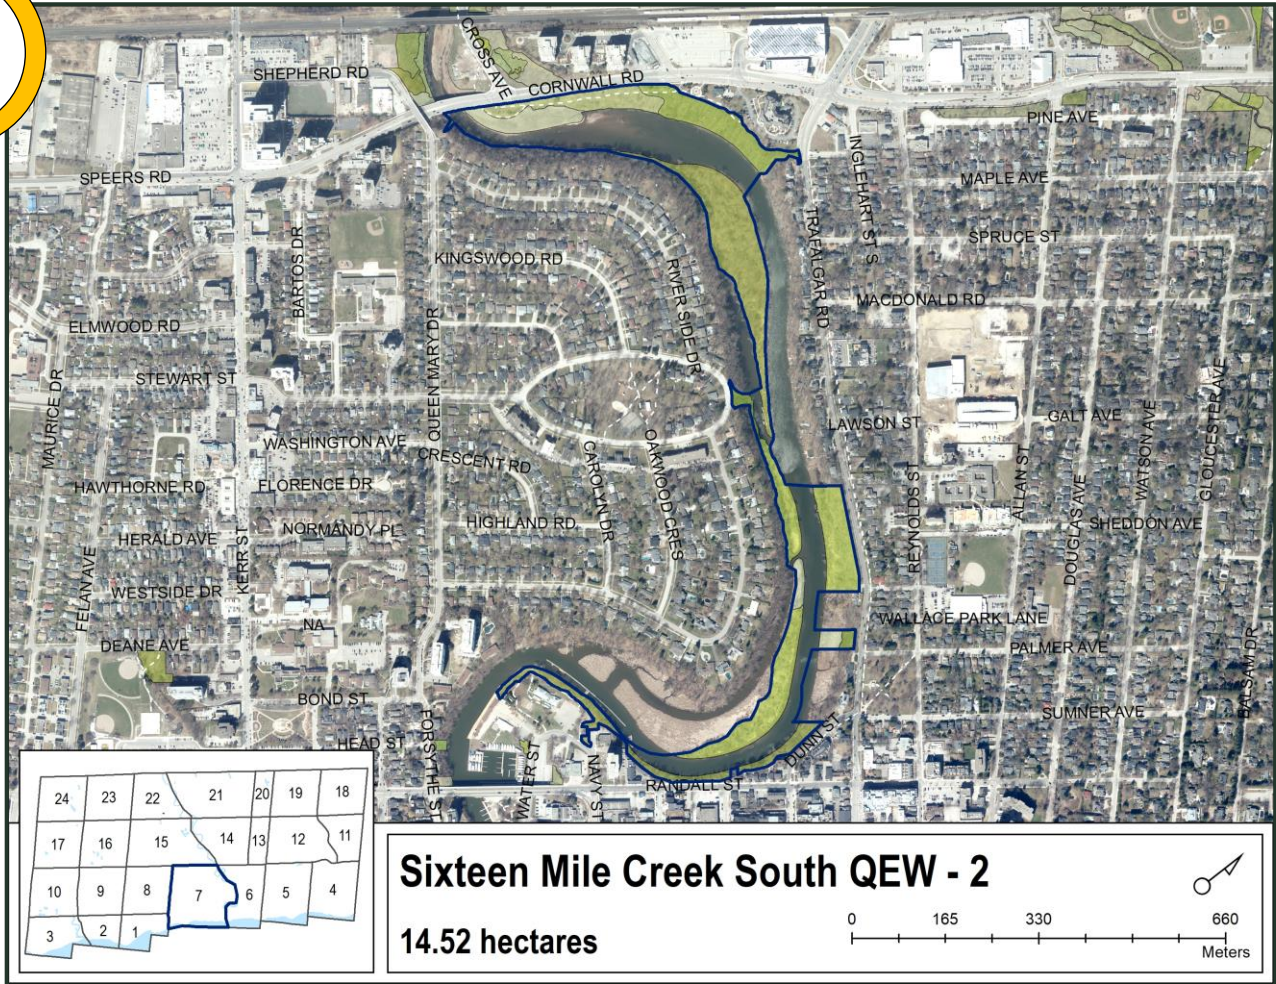 CROSS AVE
SHEPHERD RD
CORNWALL RD
PINE AVE
SPEERS RD
MAPLE AVE
INGLEHART ST S
TRAFALGAR RD
SPRUCE ST
BARTOS DR
KINGSWOOD RD
RIVER SIDE DR
MACDONALD RD
ELMWOOD RD
QUEEN MARY DR
STEWART ST
MAURICE DR
GLOUCESTER AVE
WATSON AVE
GALT AVE
LAWSON ST
WASHINGTON AVE
CRESCENT RD
CAROLYN DR
OAKWOOD CRES
ALLAN ST
REYNOLDS ST
DOUGLAS AVE
HAWTHORNE RD
FLORENCE DR
SHEDDON AVE
HIGHLAND RD
NORMANDY PL
HERALD AVE
KERR ST
FELAN AVE
WESTSIDE DR
NA
WALLACE PARK LANE
DEANE AVE
PALMER AVE
BALSAM DR
BOND ST
SUMNER AVE
FORSYTHE ST
HEAD ST
DUNN ST
WATER ST
NAVY ST
RANDALL ST
24 23 22 21 20 19 18
17 16 15 14 13 12 11
10 9 8 7 6 5 4
3 2 1
Sixteen Mile Creek South QEW - 2
14.52 hectares
0 165 330 660
Meters